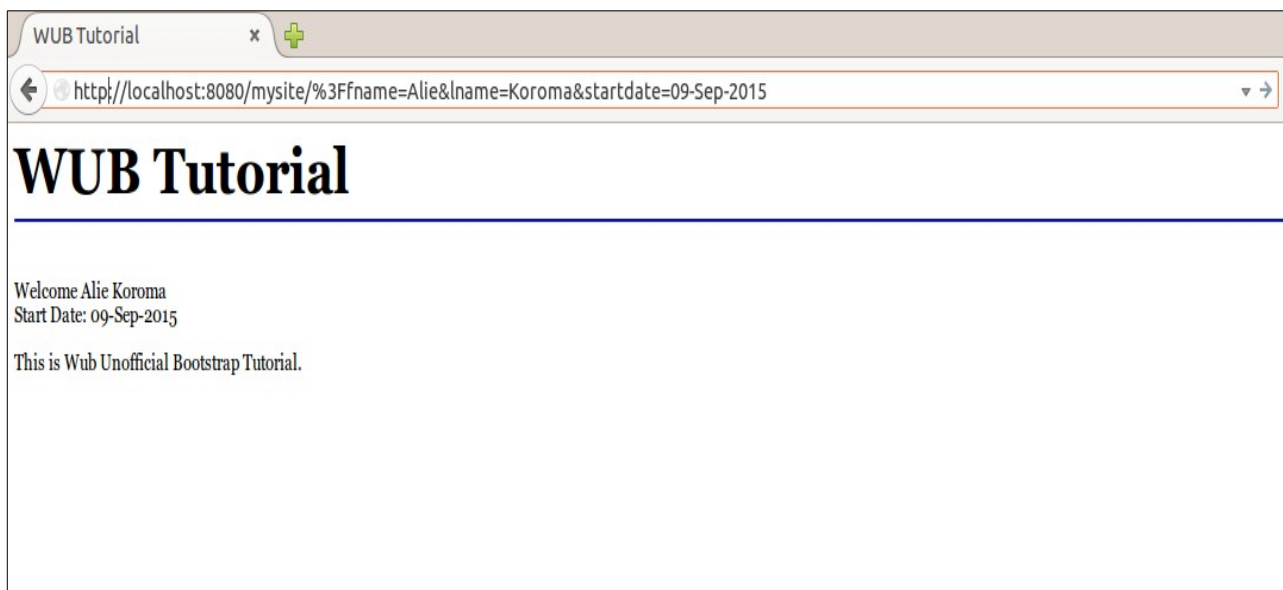 WUB Tutorial
http://localhost:8080/mysite/%3Ffname=Alie&lname=Koroma&startdate=09-Sep-2015
WUB Tutorial
Welcome Alie Koroma
Start Date: 09-Sep-2015
This is Wub Unofficial Bootstrap Tutorial.